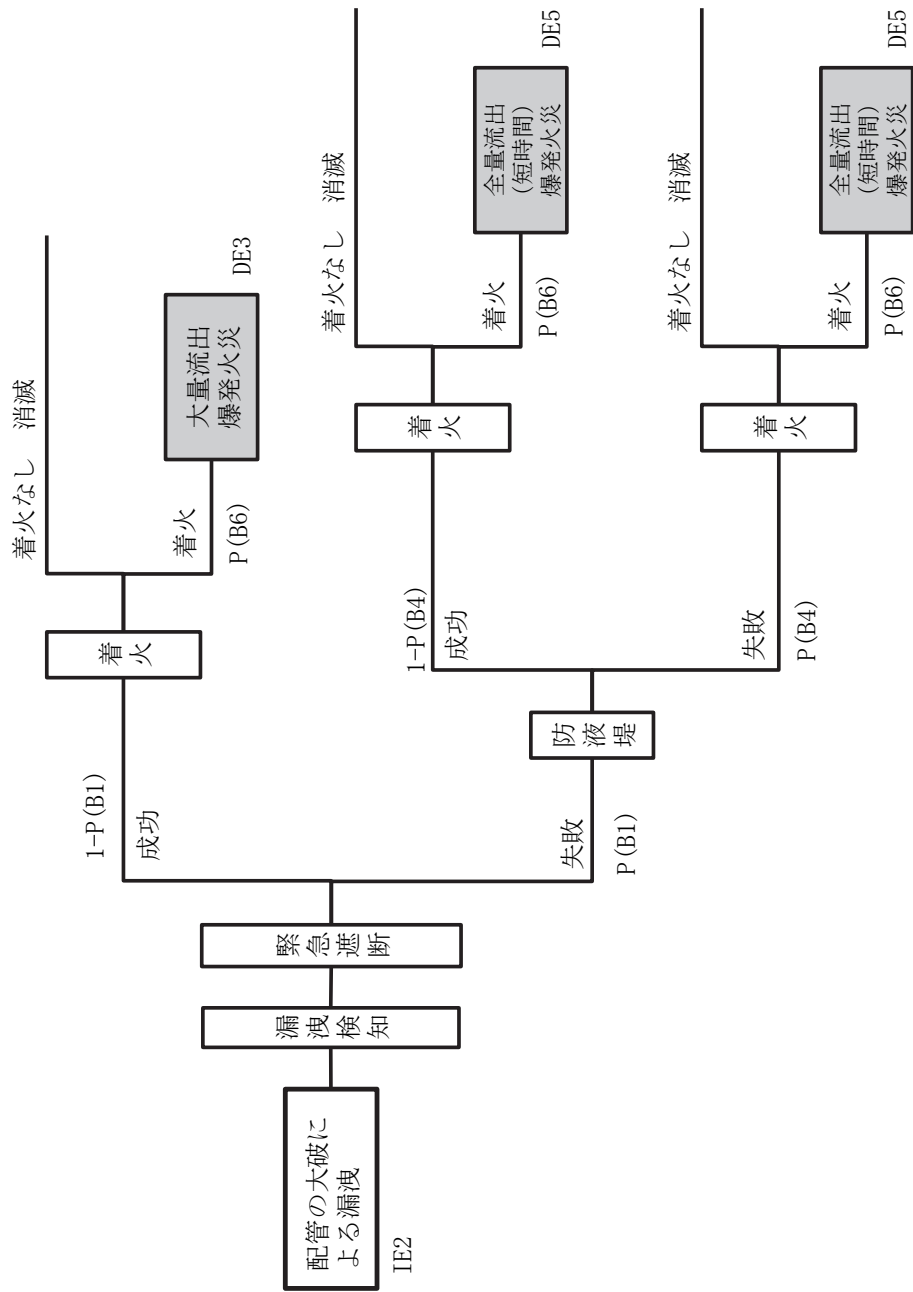 配管の大破に
よる漏洩
IE2
漏洩検知
緊急遮断
1-P(B1)
成功
着火
着火なし 消滅
着火
P(B6)
大量流出
爆発火災
DE3
失敗
P(B1)
防液堤
1-P(B4)
成功
着火
着火なし 消滅
着火
P(B6)
全量流出
(短時間)
爆発火災
DE5
失敗
P(B4)
着火
着火なし 消滅
着火
P(B6)
全量流出
(短時間)
爆発火災
DE5